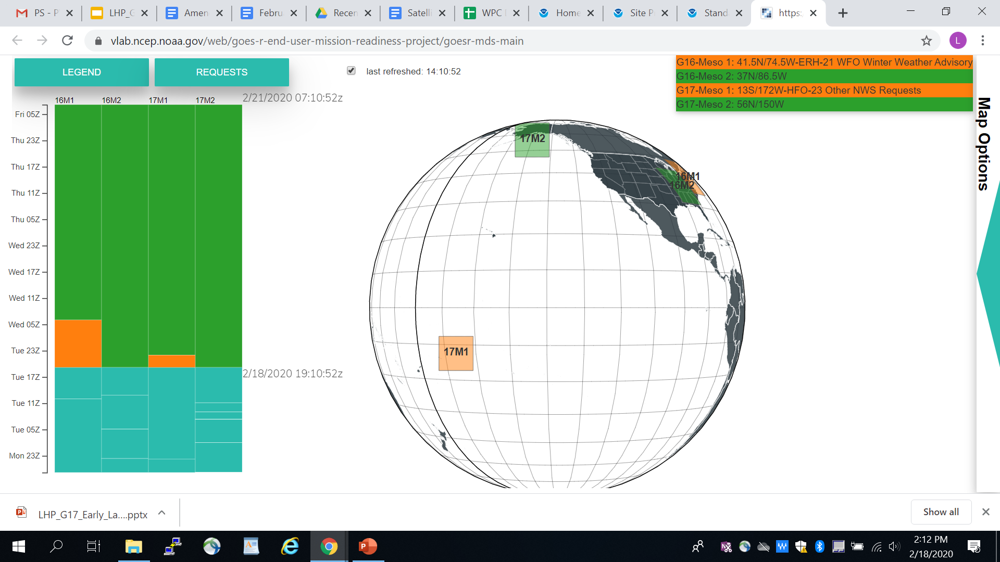 PS - P
LHP_G
Amen
Febru
Recen
Satelli
WPC
Home
Site P
Stand
https:
vlab.ncep.noaa.gov/web/goes-r-end-user-mission-readiness-project/goesr-mds-main
L
LEGEND
REQUESTS
last refreshed: 14:10:52
G16-Meso 1: 41.5N/74.5W-ERH-21 WFO Winter Weather Advisory
G16-Meso 2: 37N/86.5W
G17-Meso 1: 13S/172W-HFO-23 Other NWS Requests
G17-Meso 2: 56N/150W
Map Options
16M1 16M2 17M1 17M2
2/21/2020 07:10:52z
Fri 05Z
Thu 23Z
Thu 17Z
Thu 11Z
Thu 05Z
Wed 23Z
Wed 17Z
Wed 11Z
Wed 05Z
Tue 23Z
Tue 17Z
Tue 11Z
Tue 05Z
Mon 23Z
2/18/2020 19:10:52z
17M2
16M1
16M2
17M1
LHP_G17_Early_La....pptx
Show all
2:12 PM
2/18/2020